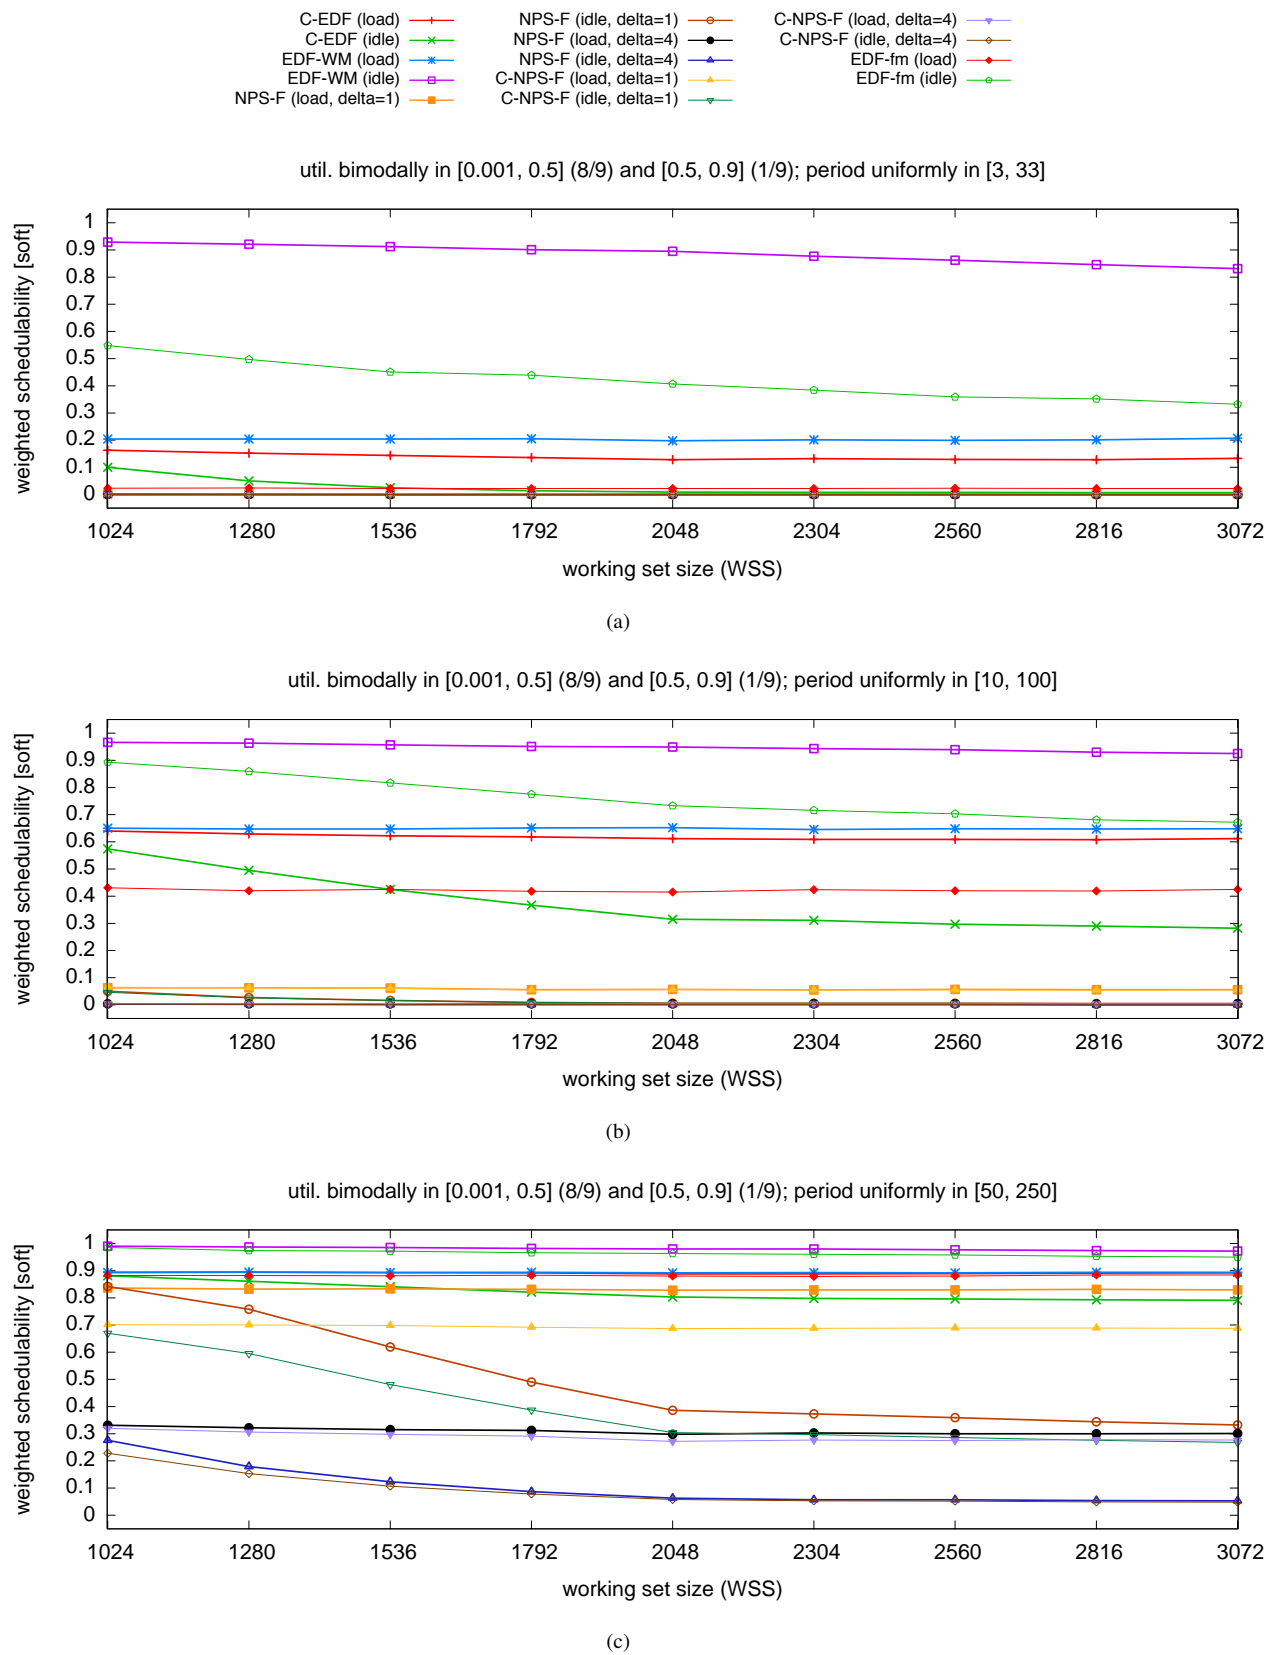 C-EDF (load)
C-EDF (idle)
EDF-WM (load)
EDF-WM (idle)
NPS-F (load, delta=1)
NPS-F (idle, delta=1)
NPS-F (load, delta=4)
NPS-F (idle, delta=4)
C-NPS-F (load, delta=1)
C-NPS-F (idle, delta=1)
C-NPS-F (load, delta=4)
C-NPS-F (idle, delta=4)
EDF-fm (load)
EDF-fm (idle)
util. bimodally in [0.001, 0.5] (8/9) and [0.5, 0.9] (1/9); period uniformly in [3, 33]
weighted schedulability [soft]
1
0.9
0.8
0.7
0.6
0.5
0.4
0.3
0.2
0.1
0
1024 1280 1536 1792 2048 2304 2560 2816 3072
working set size (WSS)
(a)
util. bimodally in [0.001, 0.5] (8/9) and [0.5, 0.9] (1/9); period uniformly in [10, 100]
weighted schedulability [soft]
1
0.9
0.8
0.7
0.6
0.5
0.4
0.3
0.2
0.1
0
1024 1280 1536 1792 2048 2304 2560 2816 3072
working set size (WSS)
(b)
util. bimodally in [0.001, 0.5] (8/9) and [0.5, 0.9] (1/9); period uniformly in [50, 250]
weighted schedulability [soft]
1
0.9
0.8
0.7
0.6
0.5
0.4
0.3
0.2
0.1
0
1024 1280 1536 1792 2048 2304 2560 2816 3072
working set size (WSS)
(c)